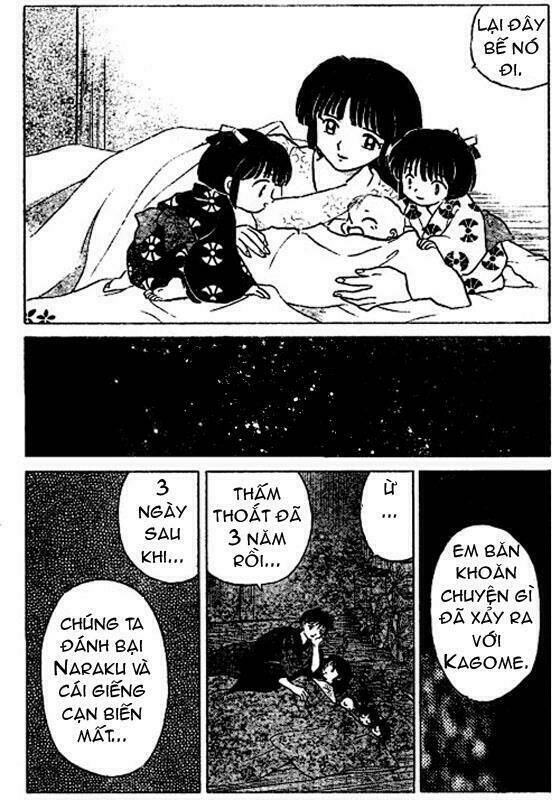 LẠI ĐÂY
BẾ NÓ
ĐI.
EM BĂN
KHOĂN
CHUYỆN GÌ
ĐÃ XẢY RA
VỚI
KAGOME.
Ừ
...
THẤM
THOẮT ĐÃ
3 NĂM
RỒI...
3
NGÀY
SAU
KHI...
CHÚNG TA
ĐÁNH BẠI
NARAKU VÀ
CÁI GIẾNG
CẠN BIẾN
MẤT...